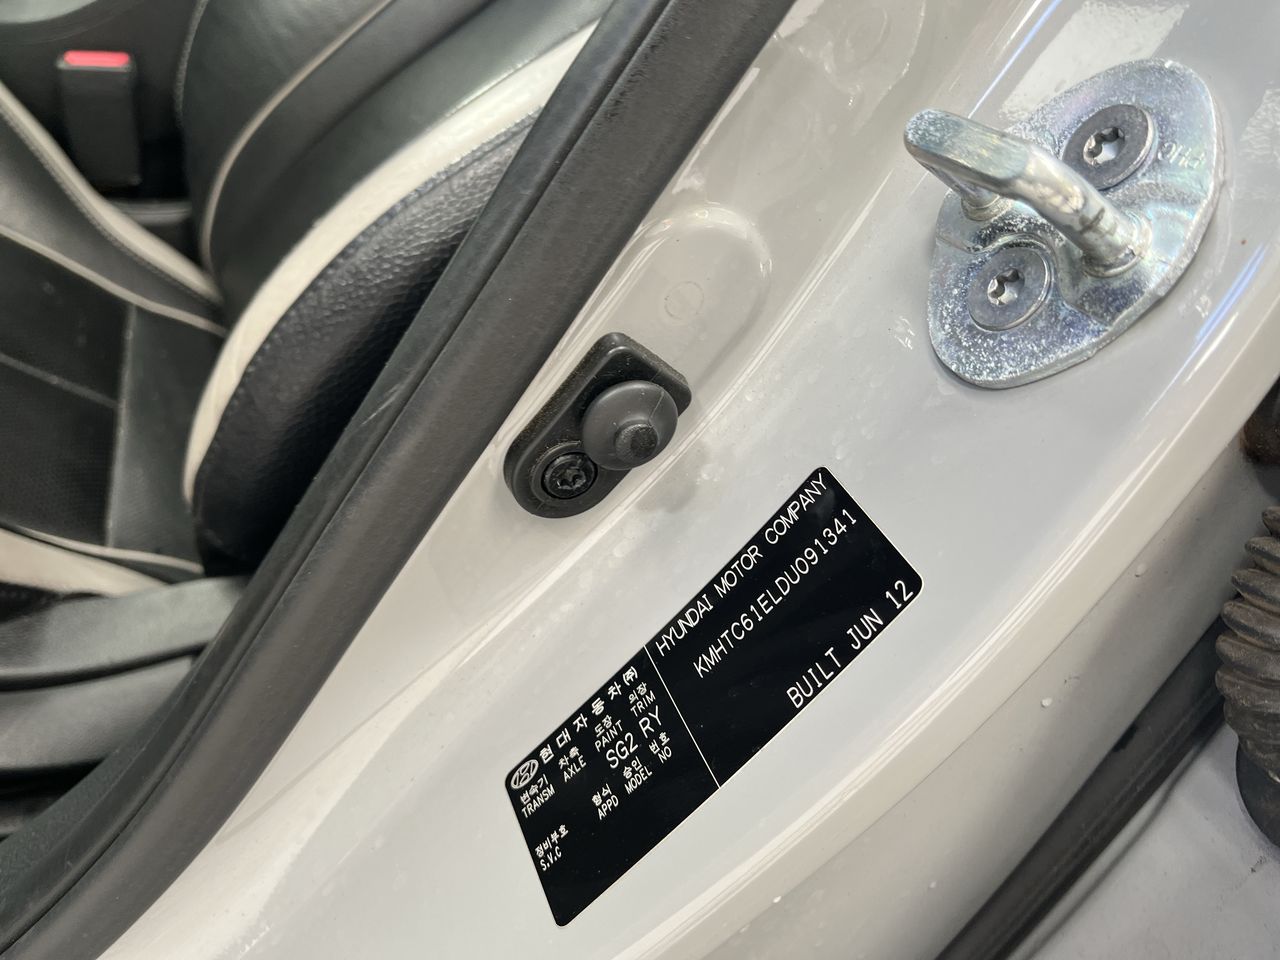 HYUNDAI MOTOR COMPANY
KMHTC61ELDU091341
BUILT JUN 12
현대자동차(주)
변속기 차축 도장 외장
TRANSM AXLE PAINT TRIM
SG2 RY
형식 승인 번호
APPD MODEL NO
정비부호
S.V.C